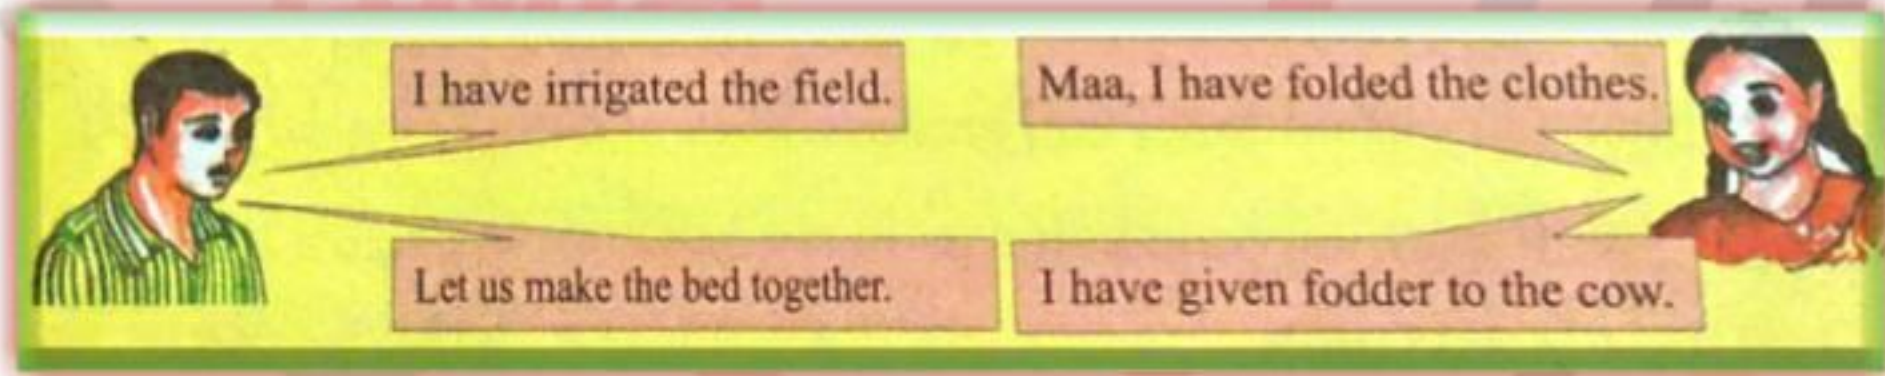 I have irrigated the field.
Maa, I have folded the clothes.
Let us make the bed together.
I have given fodder to the cow.